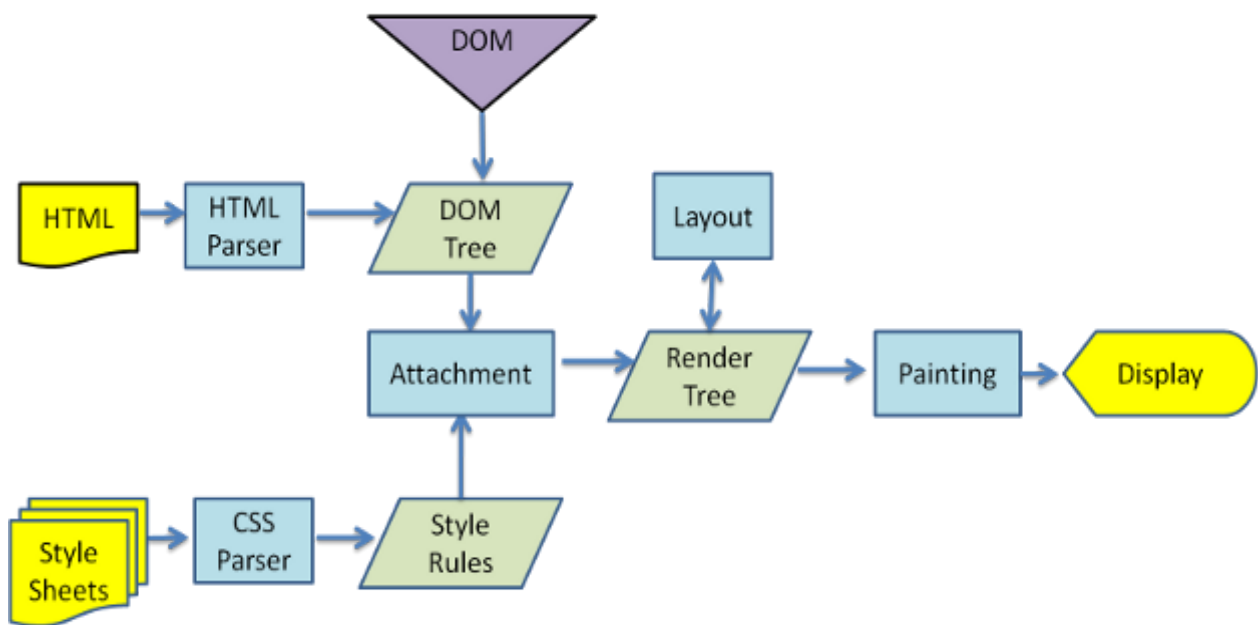 DOM
HTML
HTML
Parser
DOM
Tree
Layout
Attachment
Render
Tree
Painting
Display
Style
Sheets
CSS
Parser
Style
Rules